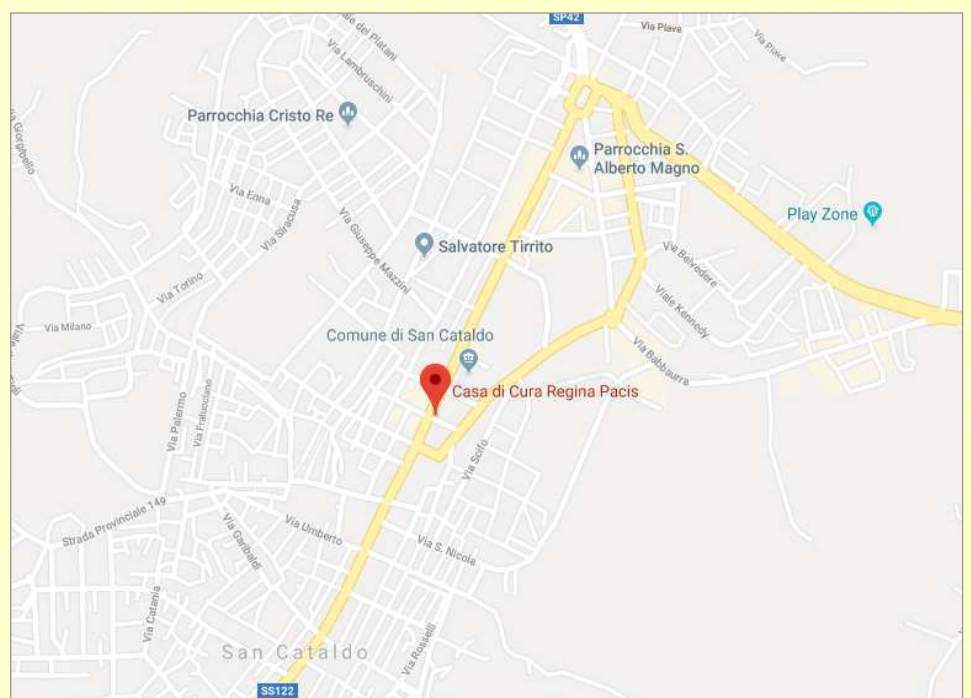 SP42
Via Piave
Via Piave
Viale dei Platani
Via Lambruschini
Parrocchia Cristo Re
Parrocchia S.
Alberto Magno
Via Giorgibello
Via Enna
Via Siracusa
Play Zone
Via Giuseppe Mazzini
Salvatore Tirrito
Via Belvedere
Via Torino
Viale Kennedy
Via Milano
Comune di San Cataldo
Via Babbaurra
Casa di Cura Regina Pacis
Via Palermo
Via Fratucciano
Via Scifo
Strada Provinciale 149
Via Umberto
Via Garibaldi
Via S. Nicola
Via Catania
San Cataldo
Via Rosselli
SS122